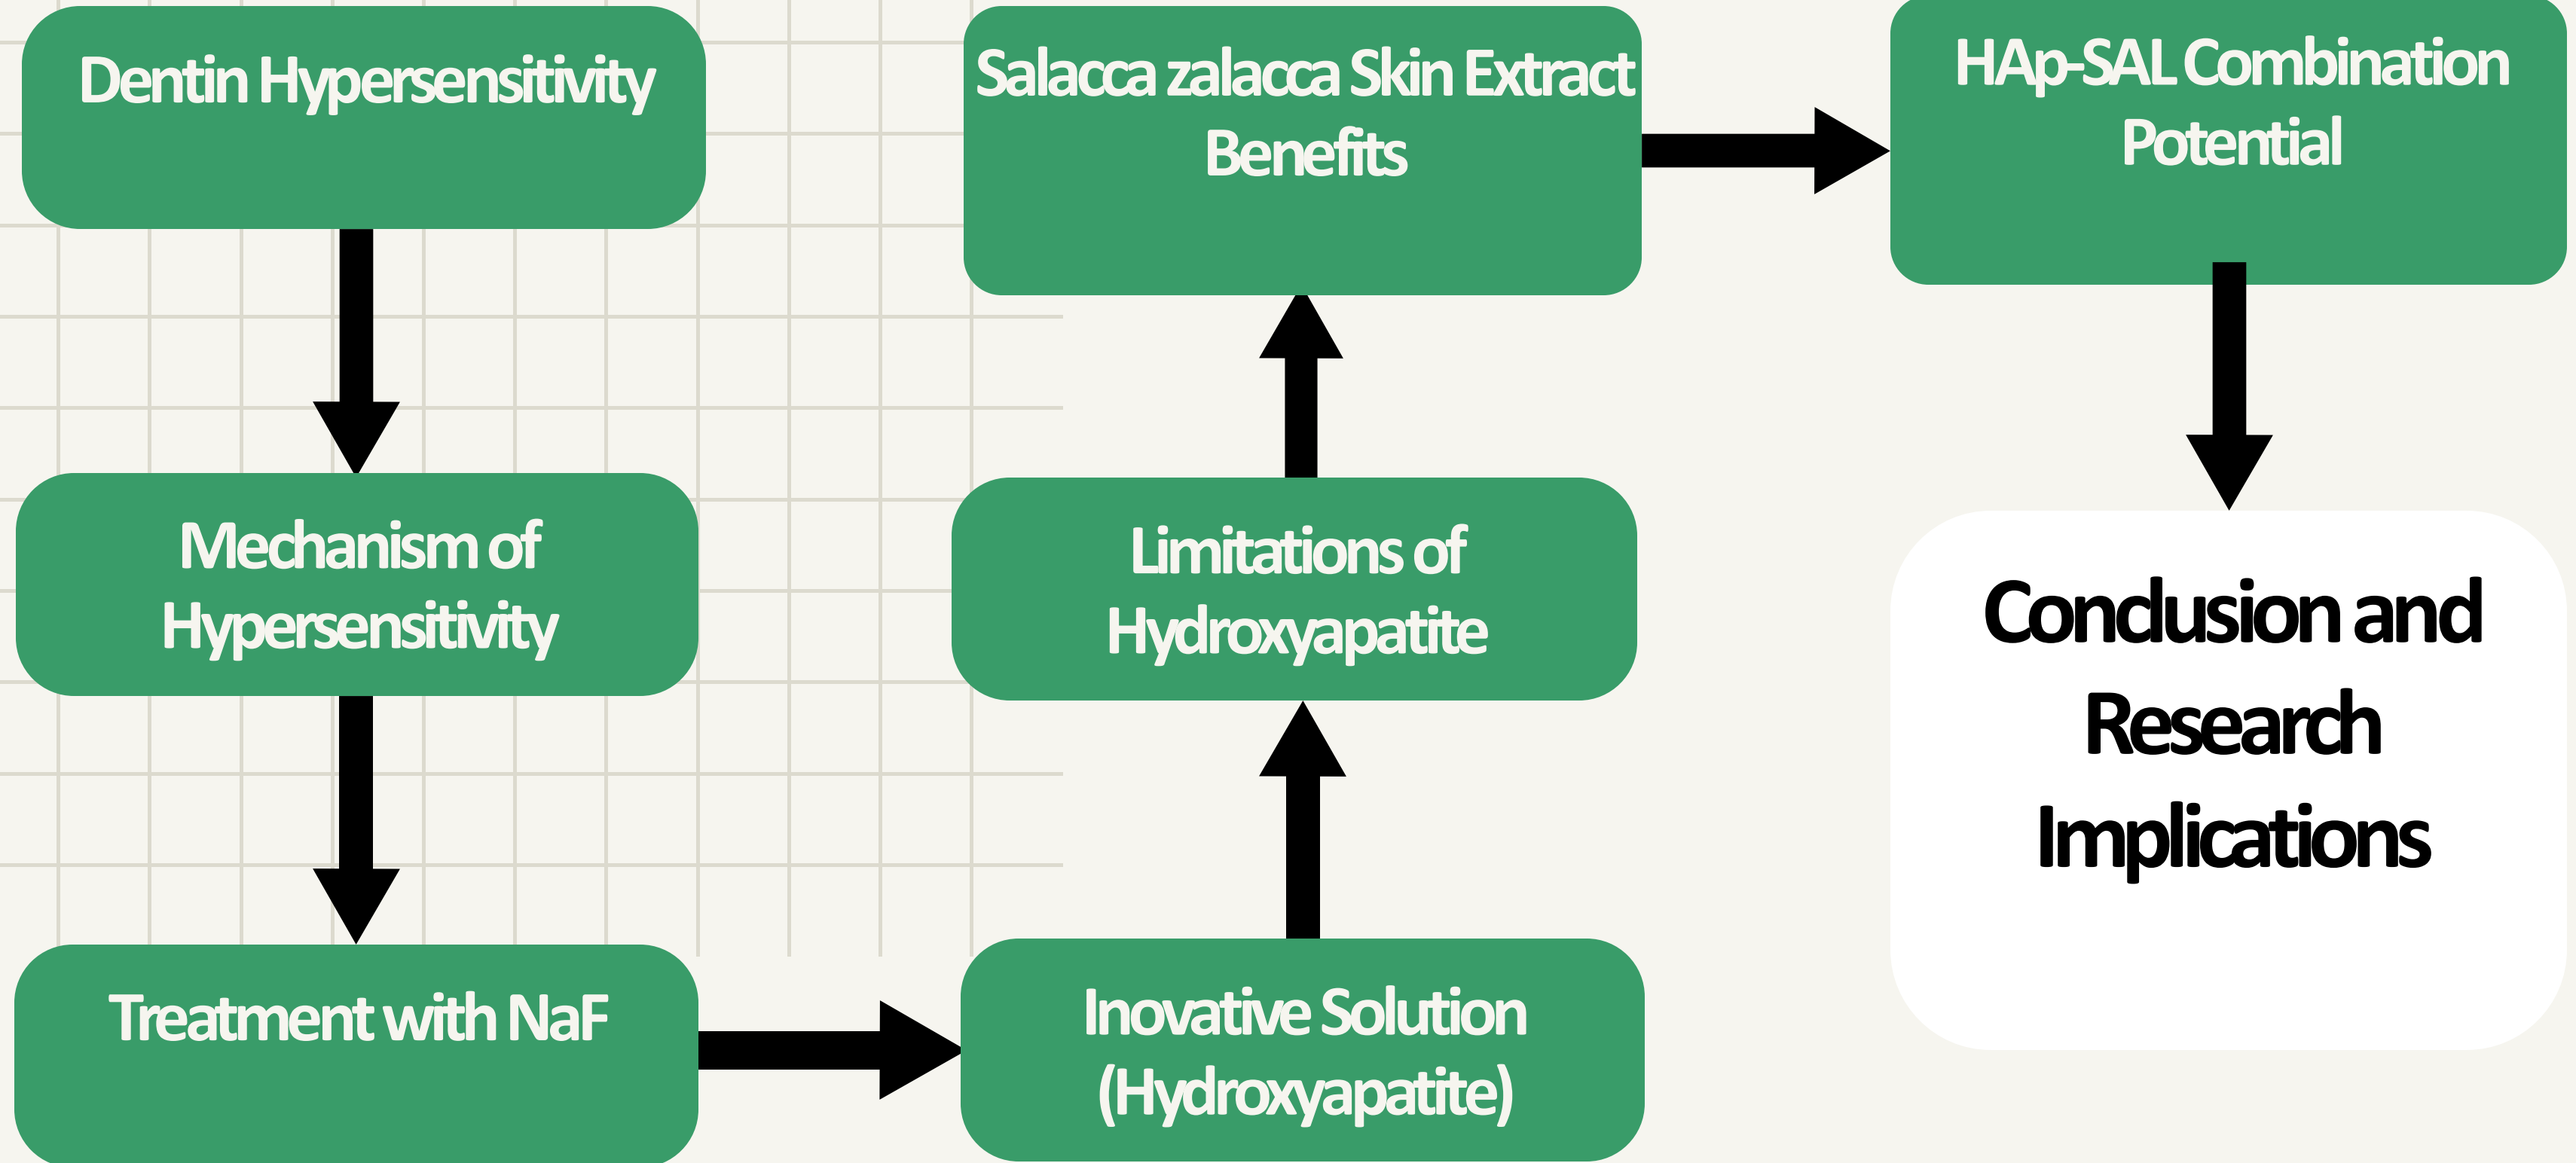 Dentin Hypersensitivity
Mechanism of
Hypersensitivity
Treatment with NaF
Inovative Solution
(Hydroxyapatite)
Limitations of
Hydroxyapatite
Salacca zalacca Skin Extract
Benefits
HAp-SAL Combination
Potential
Conclusion and
Research
Implications